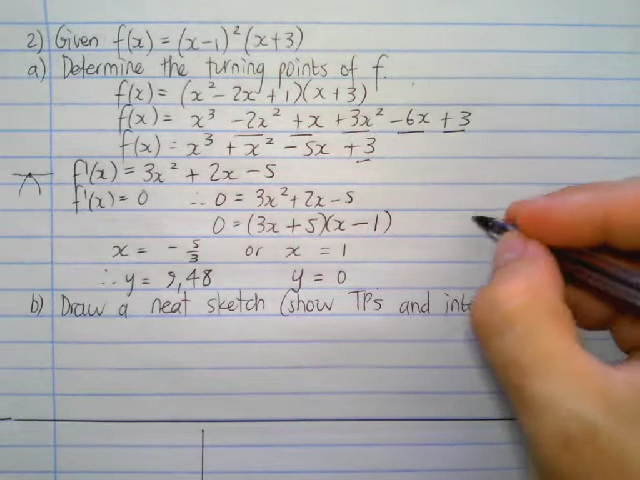 2) Given f(x) = (x-1)² (x+3)
a) Determine the turning points of f.
f(x) = (x² - 2x + 1)(x + 3)
f(x) = x³ - 2x² + x + 3x² - 6x + 3
f(x) = x³ + x² - 5x + 3
f'(x) = 3x² + 2x - 5
f'(x) = 0 ∴ 0 = 3x² + 2x - 5
0 = (3x + 5)(x - 1)
x = - 5/3 or x = 1
∴ y = 9,48 y = 0
b) Draw a neat sketch (show TP's and